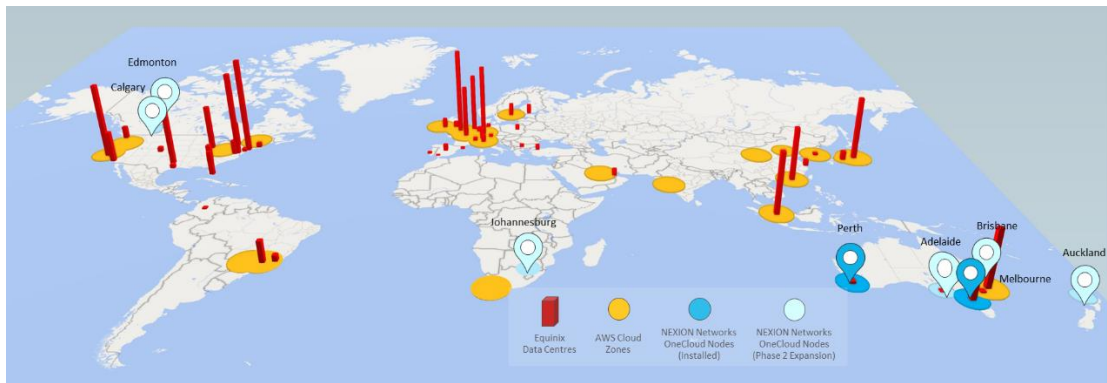 Edmonton
Calgary
Johannesburg
Perth
Brisbane
Adelaide
Auckland
Melbourne
Equinix
Data Centres
AWS Cloud
Zones
NEXION Networks
OneCloud Nodes
(Installed)
NEXION Networks
OneCloud Nodes
(Phase 2 Expansion)